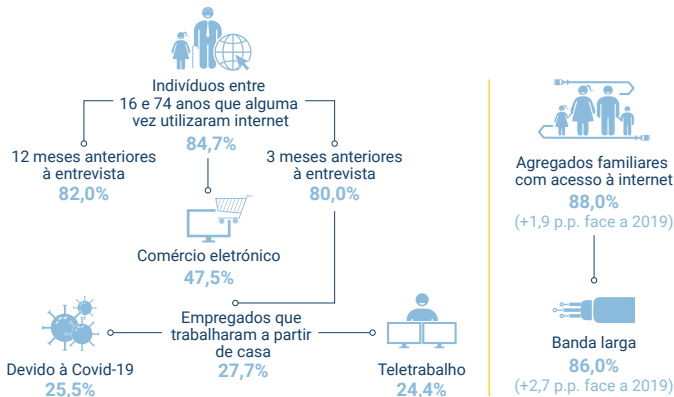 Indivíduos entre
16 e 74 anos que alguma
vez utilizaram internet
84,7%
12 meses anteriores
à entrevista
82,0%
3 meses anteriores
à entrevista
80,0%
Comércio eletrónico
47,5%
Empregados que
trabalharam a partir
de casa
27,7%
Devido à Covid-19
25,5%
Teletrabalho
24,4%
Agregados familiares
com acesso à internet
88,0%
(+1,9 p.p. face a 2019)
Banda larga
86,0%
(+2,7 p.p. face a 2019)